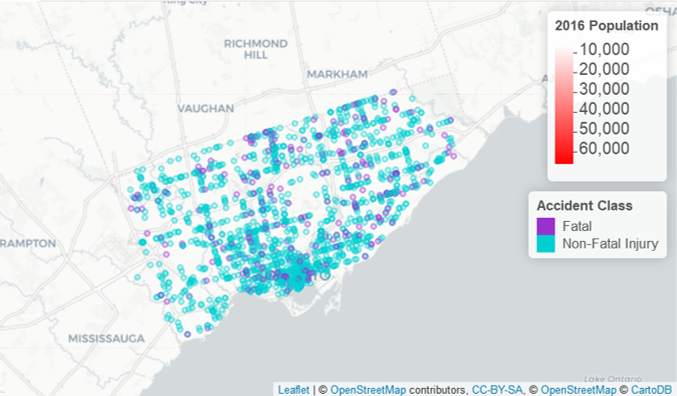 King City
OSHA
2016 Population
RICHMOND
HILL
10,000
20,000
30,000
40,000
50,000
60,000
MARKHAM
A
VAUGHAN
Accident Class
Fatal
Non-Fatal Injury
RAMPTON
MISSISSAUGA
Lake Ontario
Leaflet | © OpenStreetMap contributors, CC-BY-SA, © OpenStreetMap © CartoDB